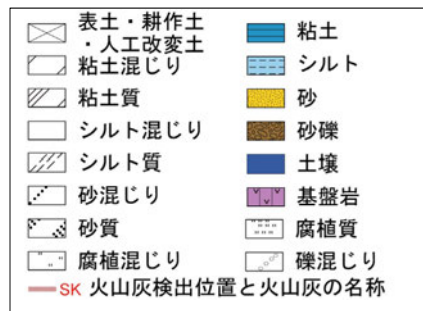 表土・耕作土
・人工改変土
粘土混じり
粘土質
シルト混じり
シルト質
砂混じり
砂質
腐植混じり
粘土
シルト
砂
砂礫
土壌
基盤岩
腐植質
礫混じり
SK 火山灰検出位置と火山灰の名称